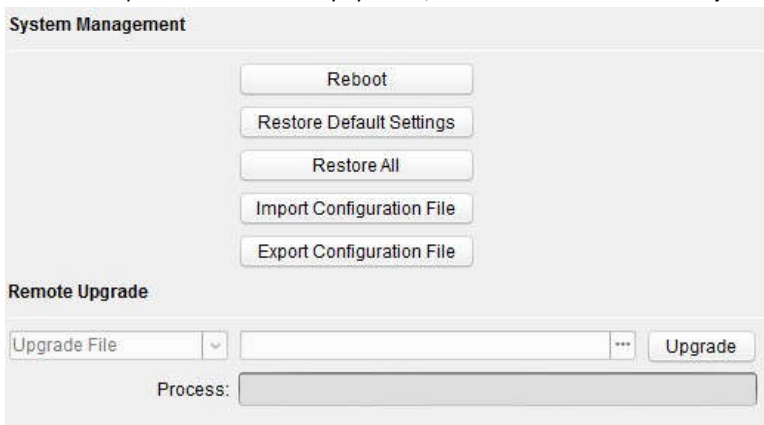 System Management
Reboot
Restore Default Settings
Restore All
Import Configuration File
Export Configuration File
Remote Upgrade
Upgrade File ... Upgrade
Process: